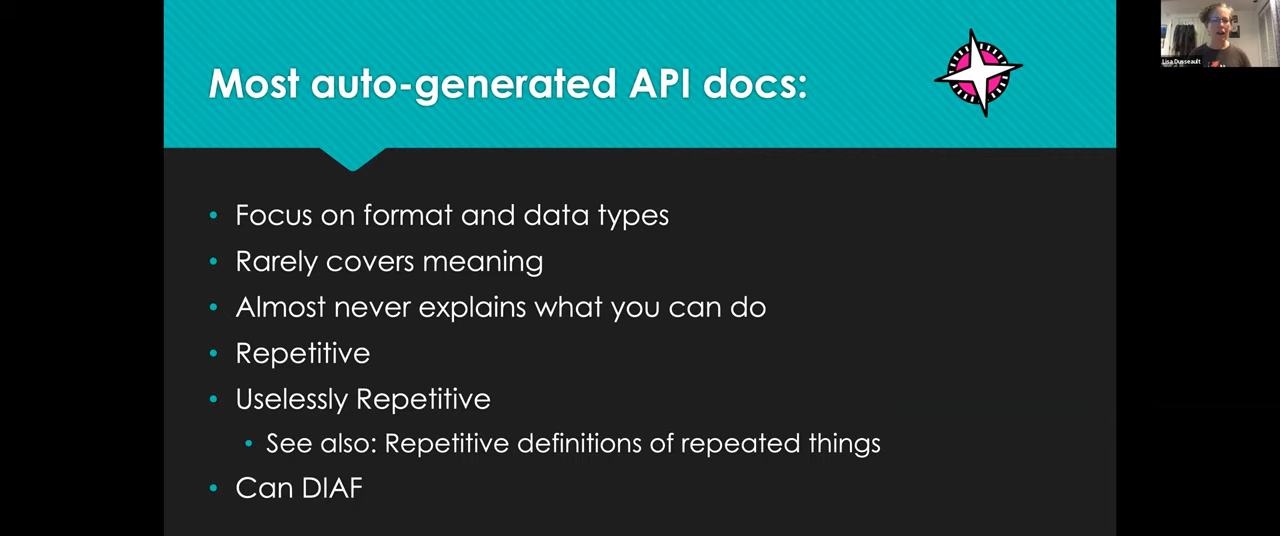 Most auto-generated API docs:
Lisa Dusseault
• Focus on format and data types
• Rarely covers meaning
• Almost never explains what you can do
• Repetitive
• Uselessly Repetitive
• See also: Repetitive definitions of repeated things
• Can DIAF